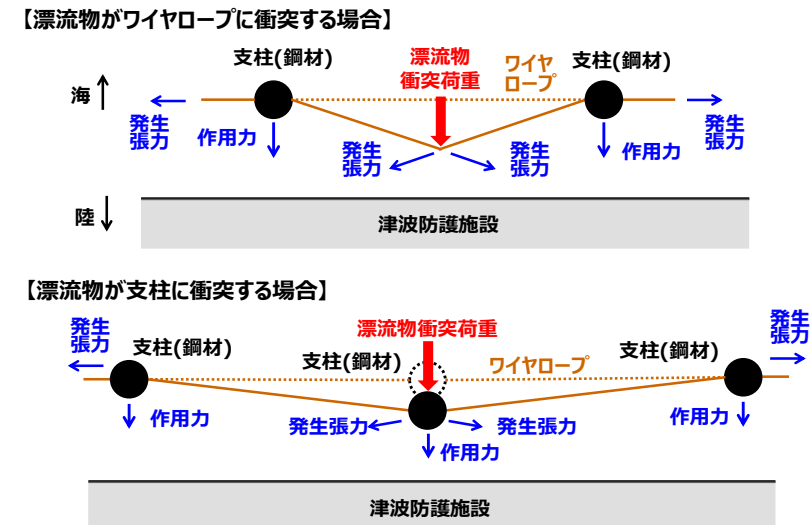 【漂流物がワイヤロープに衝突する場合】
支柱(鋼材)
漂流物
衝突荷重
ワイヤ
ロープ
支柱(鋼材)
海
発生
張力
作用力
発生
張力
発生
張力
作用力
発生
張力
陸
津波防護施設
【漂流物が支柱に衝突する場合】
発生
張力
支柱(鋼材)
支柱(鋼材)
漂流物衝突荷重
ワイヤロープ
支柱(鋼材)
発生
張力
作用力
発生張力
作用力
発生張力
作用力
津波防護施設